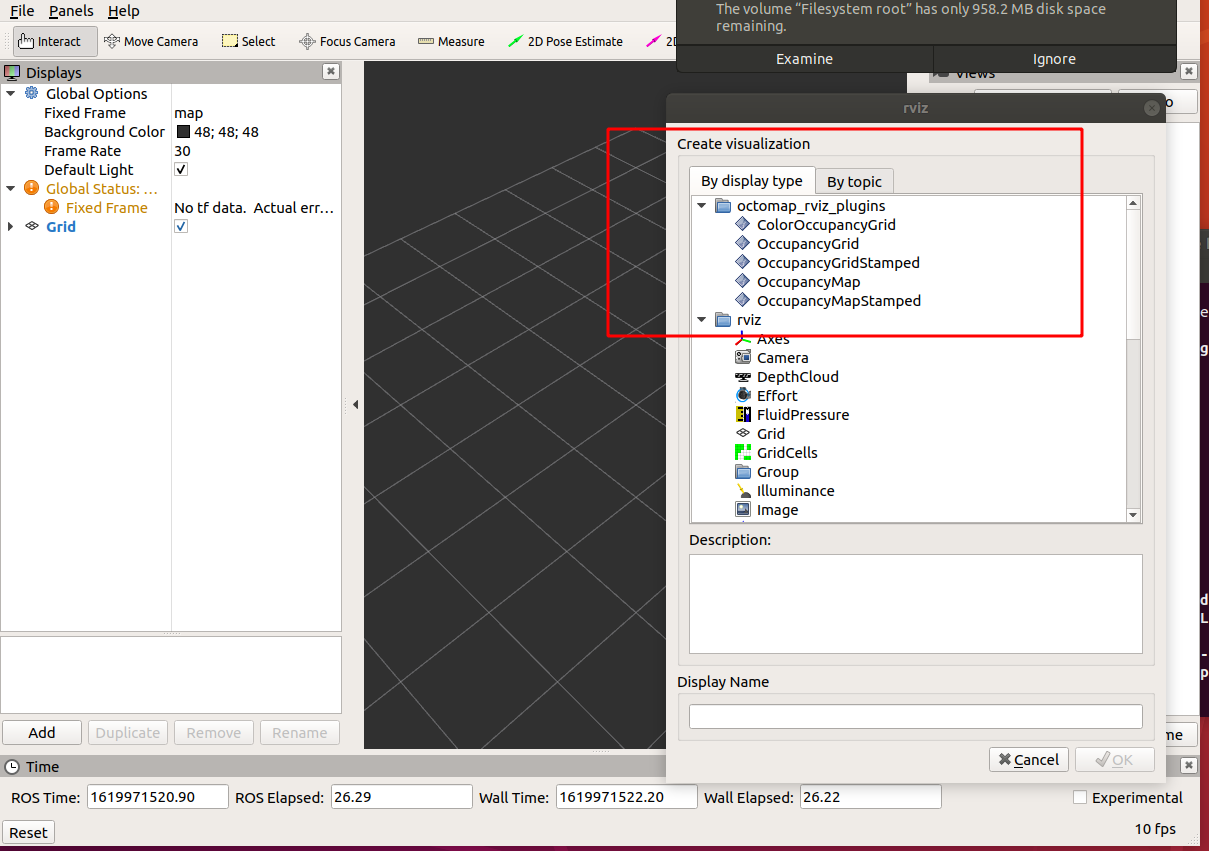 File Panels Help
The volume “Filesystem root” has only 958.2 MB disk space
remaining.
Examine Ignore
Interact Move Camera Select Focus Camera Measure 2D Pose Estimate
Displays
Global Options
Fixed Frame map
Background Color 48; 48; 48
Frame Rate 30
Default Light
Global Status: ...
Fixed Frame No tf data. Actual err...
Grid
Add Duplicate Remove Rename
Views
rviz
Create visualization
By display type By topic
octomap_rviz_plugins
ColorOccupancyGrid
OccupancyGrid
OccupancyGridStamped
OccupancyMap
OccupancyMapStamped
rviz
Axes
Camera
DepthCloud
Effort
FluidPressure
Grid
GridCells
Group
Illuminance
Image
Description:
Display Name
Cancel OK
Time
ROS Time: 1619971520.90 ROS Elapsed: 26.29 Wall Time: 1619971522.20 Wall Elapsed: 26.22 Experimental
Reset 10 fps